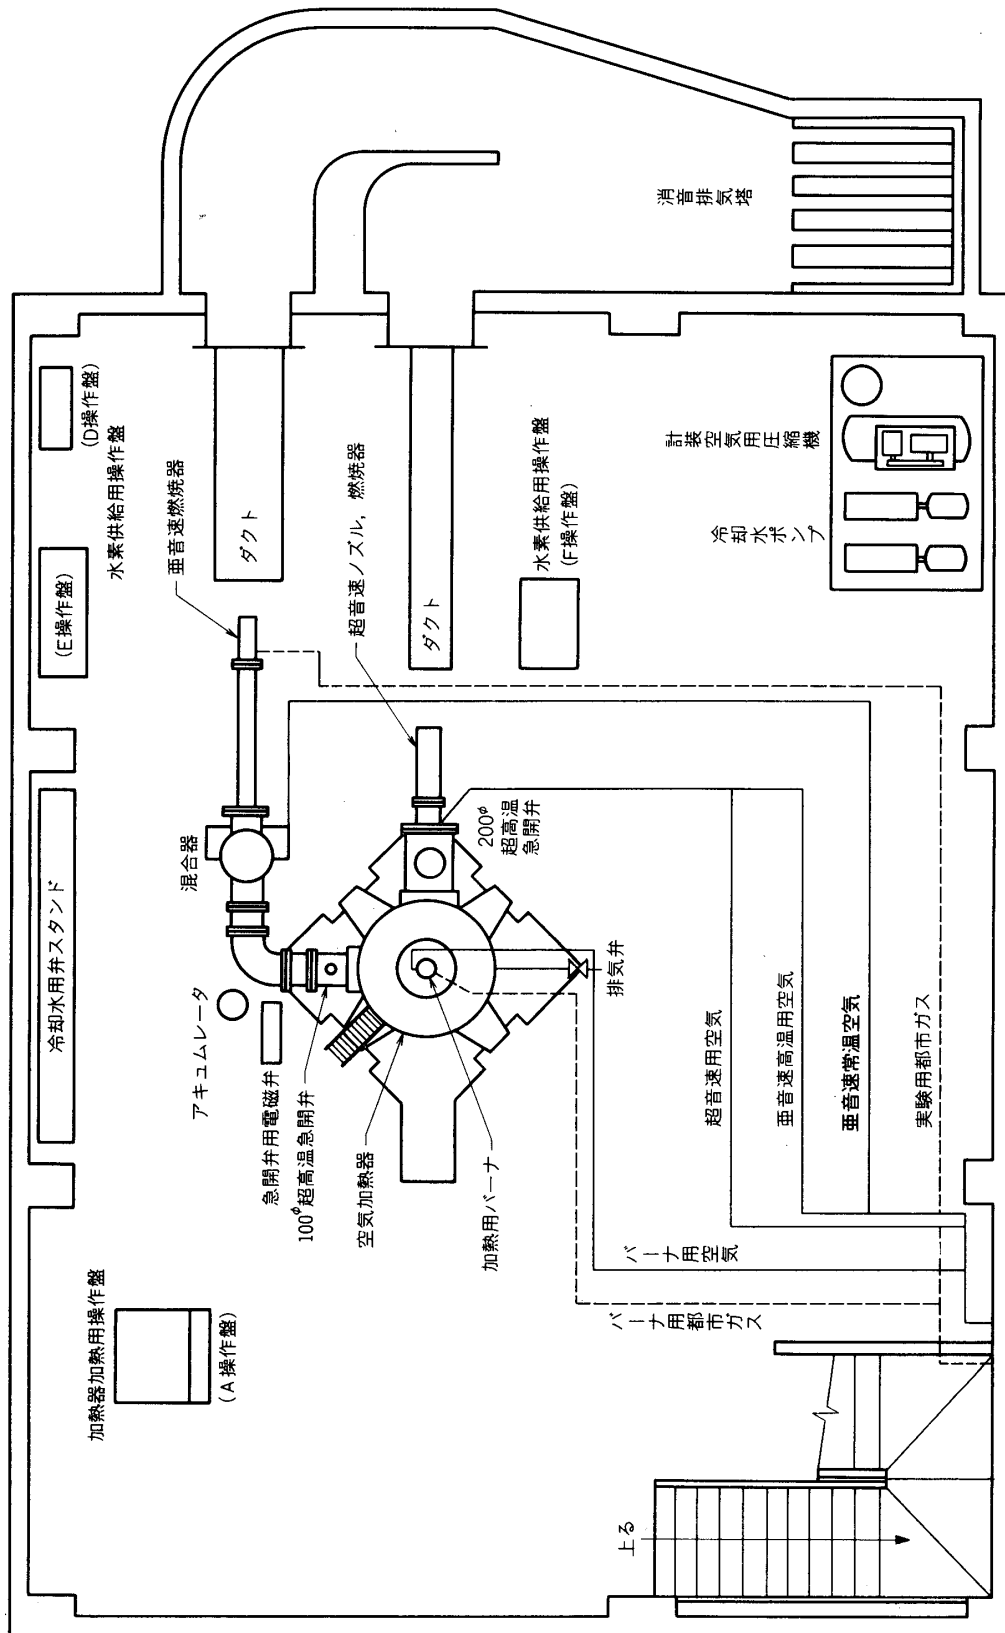 加熱器加熱用操作盤
(A操作盤)
冷却水用弁スタンド
(E操作盤)
水素供給用操作盤
(D操作盤)
アキュムレータ
混合器
亜音速燃焼器
ダクト
急開弁用電磁弁
100φ超高温急開弁
空気加熱器
加熱用バーナ
200φ
超高温
急開弁
超音速ノズル，燃焼器
ダクト
水素供給用操作盤
(F操作盤)
排気弁
消音排気塔
計装空気用圧縮機
冷却水ポンプ
超音速用空気
亜音速高温用空気
亜音速常温空気
実験用都市ガス
バーナ用空気
バーナ用都市ガス
上る